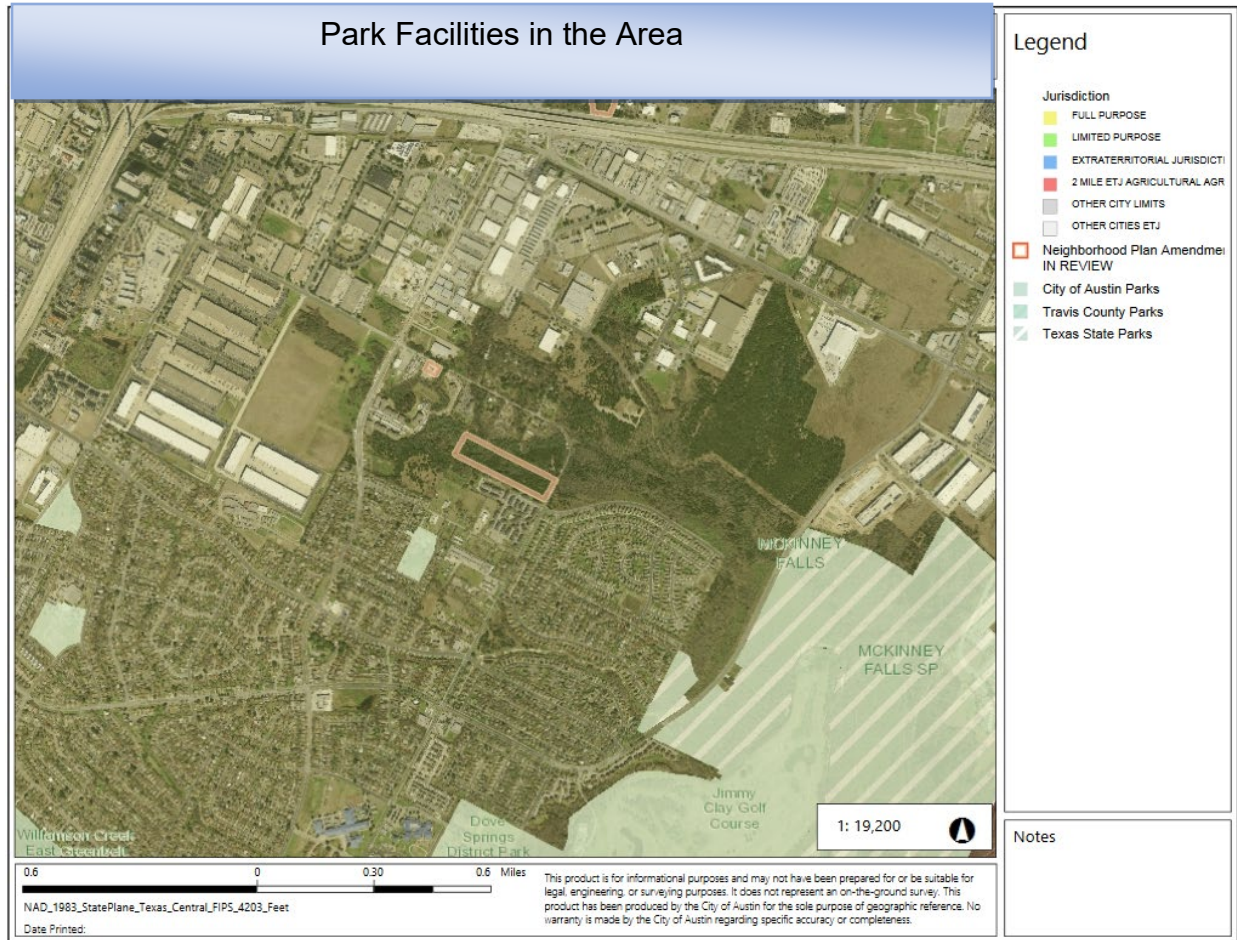 Park Facilities in the Area
Legend
Jurisdiction
FULL PURPOSE
LIMITED PURPOSE
EXTRATERRITORIAL JURISDICTI
2 MILE ETJ AGRICULTURAL AGR
OTHER CITY LIMITS
OTHER CITIES ETJ
Neighborhood Plan Amendmer
IN REVIEW
City of Austin Parks
Travis County Parks
Texas State Parks
MCKINNEY
FALLS
MCKINNEY
FALLS SP
Jimmy
Clay Golf
Course
Dove
Springs
District Park
Williamson Creek
East Greenbelt
1: 19,200
Notes
0.6 0 0.30 0.6 Miles
NAD_1983_StatePlane_Texas_Central_FIPS_4203_Feet
Date Printed:
This product is for informational purposes and may not have been prepared for or be suitable for
legal, engineering, or surveying purposes. It does not represent an on-the-ground survey. This
product has been produced by the City of Austin for the sole purpose of geographic reference. No
warranty is made by the City of Austin regarding specific accuracy or completeness.